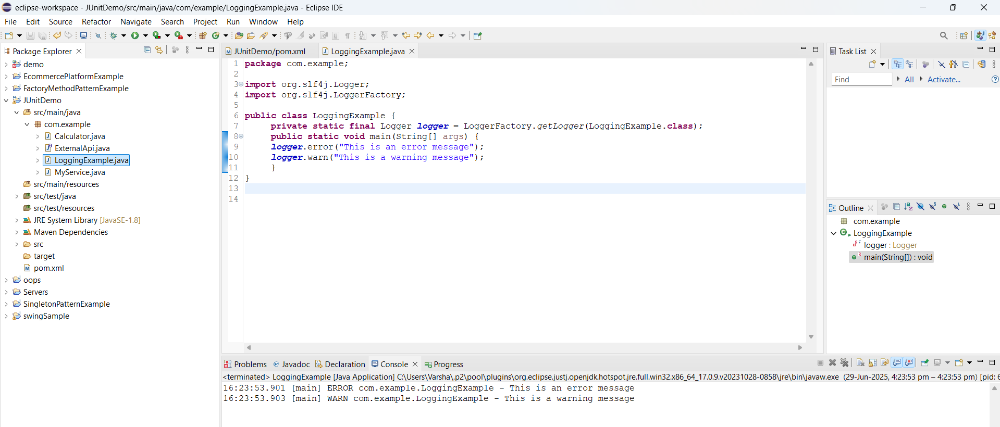 eclipse-workspace - JUnitDemo/src/main/java/com/example/LoggingExample.java - Eclipse IDE
File Edit Source Refactor Navigate Search Project Run Window Help
Package Explorer
demo
EcommercePlatformExample
FactoryMethodPatternExample
JUnitDemo
src/main/java
com.example
Calculator.java
ExternalApi.java
LoggingExample.java
MyService.java
src/main/resources
src/test/java
src/test/resources
JRE System Library [JavaSE-1.8]
Maven Dependencies
src
target
pom.xml
oops
Servers
SingletonPatternExample
swingSample
JUnitDemo/pom.xml LoggingExample.java
1 package com.example;
2
3 import org.slf4j.Logger;
4 import org.slf4j.LoggerFactory;
5
6 public class LoggingExample {
7 private static final Logger logger = LoggerFactory.getLogger(LoggingExample.class);
8 public static void main(String[] args) {
9 logger.error("This is an error message");
10 logger.warn("This is a warning message");
11 }
12 }
13
14
Task List
Find All Activate...
Outline
com.example
LoggingExample
logger : Logger
main(String[]) : void
Problems Javadoc Declaration Console Progress
<terminated> LoggingExample [Java Application] C:\Users\Varsha\.p2\pool\plugins\org.eclipse.justj.openjdk.hotspot.jre.full.win32.x86_64_17.0.9.v20231028-0858\jre\bin\javaw.exe (29-Jun-2025, 4:23:53 pm – 4:23:53 pm) [pid: 6
16:23:53.901 [main] ERROR com.example.LoggingExample - This is an error message
16:23:53.903 [main] WARN com.example.LoggingExample - This is a warning message